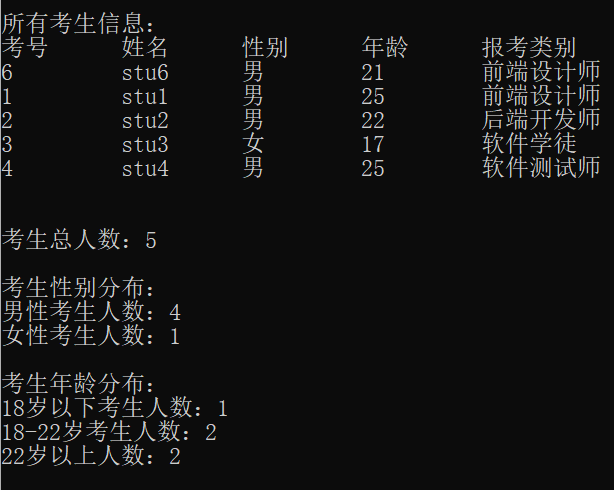 所有考生信息：
考号 姓名 性别 年龄 报考类别
6 stu6 男 21 前端设计师
1 stu1 男 25 前端设计师
2 stu2 男 22 后端开发师
3 stu3 女 17 软件学徒
4 stu4 男 25 软件测试师
考生总人数：5
考生性别分布：
男性考生人数：4
女性考生人数：1
考生年龄分布：
18岁以下考生人数：1
18-22岁考生人数：2
22岁以上人数：2